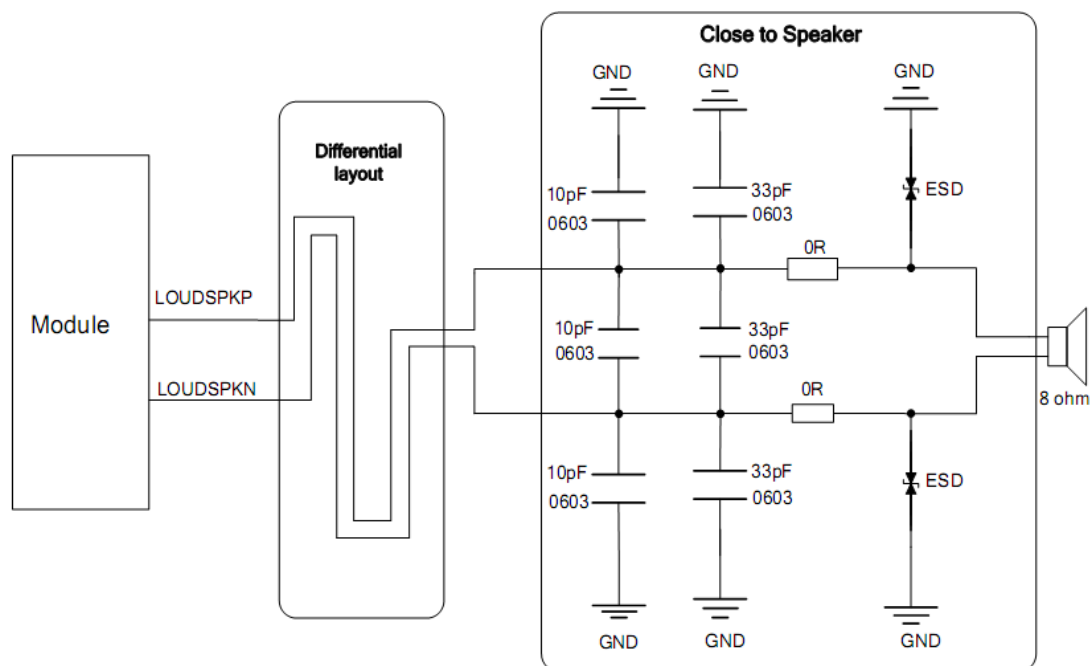 Close to Speaker
GND
GND
GND
Differential
layout
10pF
0603
33pF
0603
ESD
0R
LOUDSPKP
Module
10pF
0603
33pF
0603
LOUDSPKN
0R
8 ohm
10pF
0603
33pF
0603
ESD
GND
GND
GND